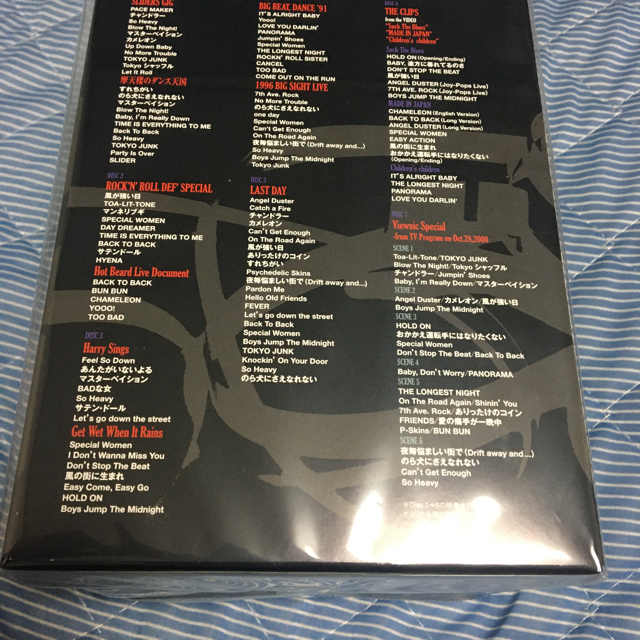 SLIDERS GIG
PACE MAKER
チャンドラー
So Heavy
Blow The Night!
マスターベイション
カメレオン
Up Down Baby
No More Trouble
TOKYO JUNK
Tokyo シャッフル
Let it Roll
摩天楼のダンス天国
すれちがい
のら犬にさえなれない
マスターベイション
Blow The Night!
Baby, I'm Really Down
TIME IS EVERYTHING TO ME
Back To Back
So Heavy
TOKYO JUNK
Party is Over
SLIDER
DISC 2
ROCK'N' ROLL DEF' SPECIAL
風が強い日
TOA-LIT-TONE
マンネリブギ
SPECIAL WOMEN
DAY DREAMER
TIME IS EVERYTHING TO ME
BACK TO BACK
サテンドール
HYENA
Hot Beard Live Document
BACK TO BACK
BUN BUN
CHAMELEON
YOOO!
TOO BAD
DISC 3
Harry Sings
Feel So Down
あんたがいないよる
マスターベイション
BADな女
So Heavy
サテン・ドール
Let's go down the street
Get Wet When It Rains
Special Women
I Don't Wanna Miss You
Don't Stop The Beat
風の街に生まれ
Easy Come, Easy Go
HOLD ON
Boys Jump The Midnight
BIG BEAT, DANCE '91
IT'S ALRIGHT BABY
Yooo!
LOVE YOU DARLIN'
PANORAMA
Jumpin' Shoes
Special Women
THE LONGEST NIGHT
ROCKN' ROLL SISTER
CANCEL
TOO BAD
COME OUT ON THE RUN
1996 BIG SIGHT LIVE
7th Ave. Rock
No More Trouble
のら犬にさえなれない
one day
Special Women
Can't Get Enough
On The Road Again
夜毎悩ましい街で (Drift away and...)
So Heavy
Boys Jump The Midnight
Tokyo Junk
DISC 5
LAST DAY
Angel Duster
Catch a Fire
チャンドラー
カメレオン
Can't Get Enough
On The Road Again
風が強い日
ありったけのコイン
すれちがい
Psychedelic Skins
夜毎悩ましい街で (Drift away and...)
Pardon Me
Hello Old Friends
FEVER
Let's go down the street
Back To Back
Special Women
Boys Jump The Midnight
TOKYO JUNK
Knockin' On Your Door
So Heavy
のら犬にさえなれない
DISC 6
THE CLIPS
from the VIDEO
"Suck The Blues"
"MADE IN JAPAN"
"Children's children"
Suck The Blues
HOLD ON (Opening/Ending)
BABY, 途方に暮れてるのさ
DON'T STOP THE BEAT
風が強い日
ANGEL DUSTER (Joy-Pops Live)
7TH AVE. ROCK (Joy-Pops Live)
BOYS JUMP THE MIDNIGHT
MADE IN JAPAN
CHAMELEON (English Version)
BACK TO BACK (Long Version)
ANGEL DUSTER (Long Version)
SPECIAL WOMEN
EASY ACTION
風の街に生まれ
おかかえ運転手にはなりたくない
(Opening/Ending)
Children's children
IT'S ALRIGHT BABY
THE LONGEST NIGHT
PANORAMA
LOVE YOU DARLIN'
DISC 7
Viewsic Special
-from TV Program on Oct.28,2000
SCENE 1
Toa-Lit-Tone/TOKYO JUNK
Blow The Night!/Tokyo シャッフル
チャンドラー/Jumpin' Shoes
Baby, I'm Really Down/マスターベイション
SCENE 2
Angel Duster/カメレオン/風が強い日
Boys Jump The Midnight
SCENE 3
HOLD ON
おかかえ運転手にはなりたくない
Special Women
Don't Stop The Beat/Back To Back
SCENE 4
Baby, Don't Worry/PANORAMA
SCENE 5
THE LONGEST NIGHT
On The Road Again/Shinin' You
7th Ave. Rock/ありったけのコイン
FRIENDS/愛の痛手が一晩中
P-Skins/BUN BUN
SCENE 6
夜毎悩ましい街で (Drift away and...)
のら犬にさえなれない
Can't Get Enough
So Heavy